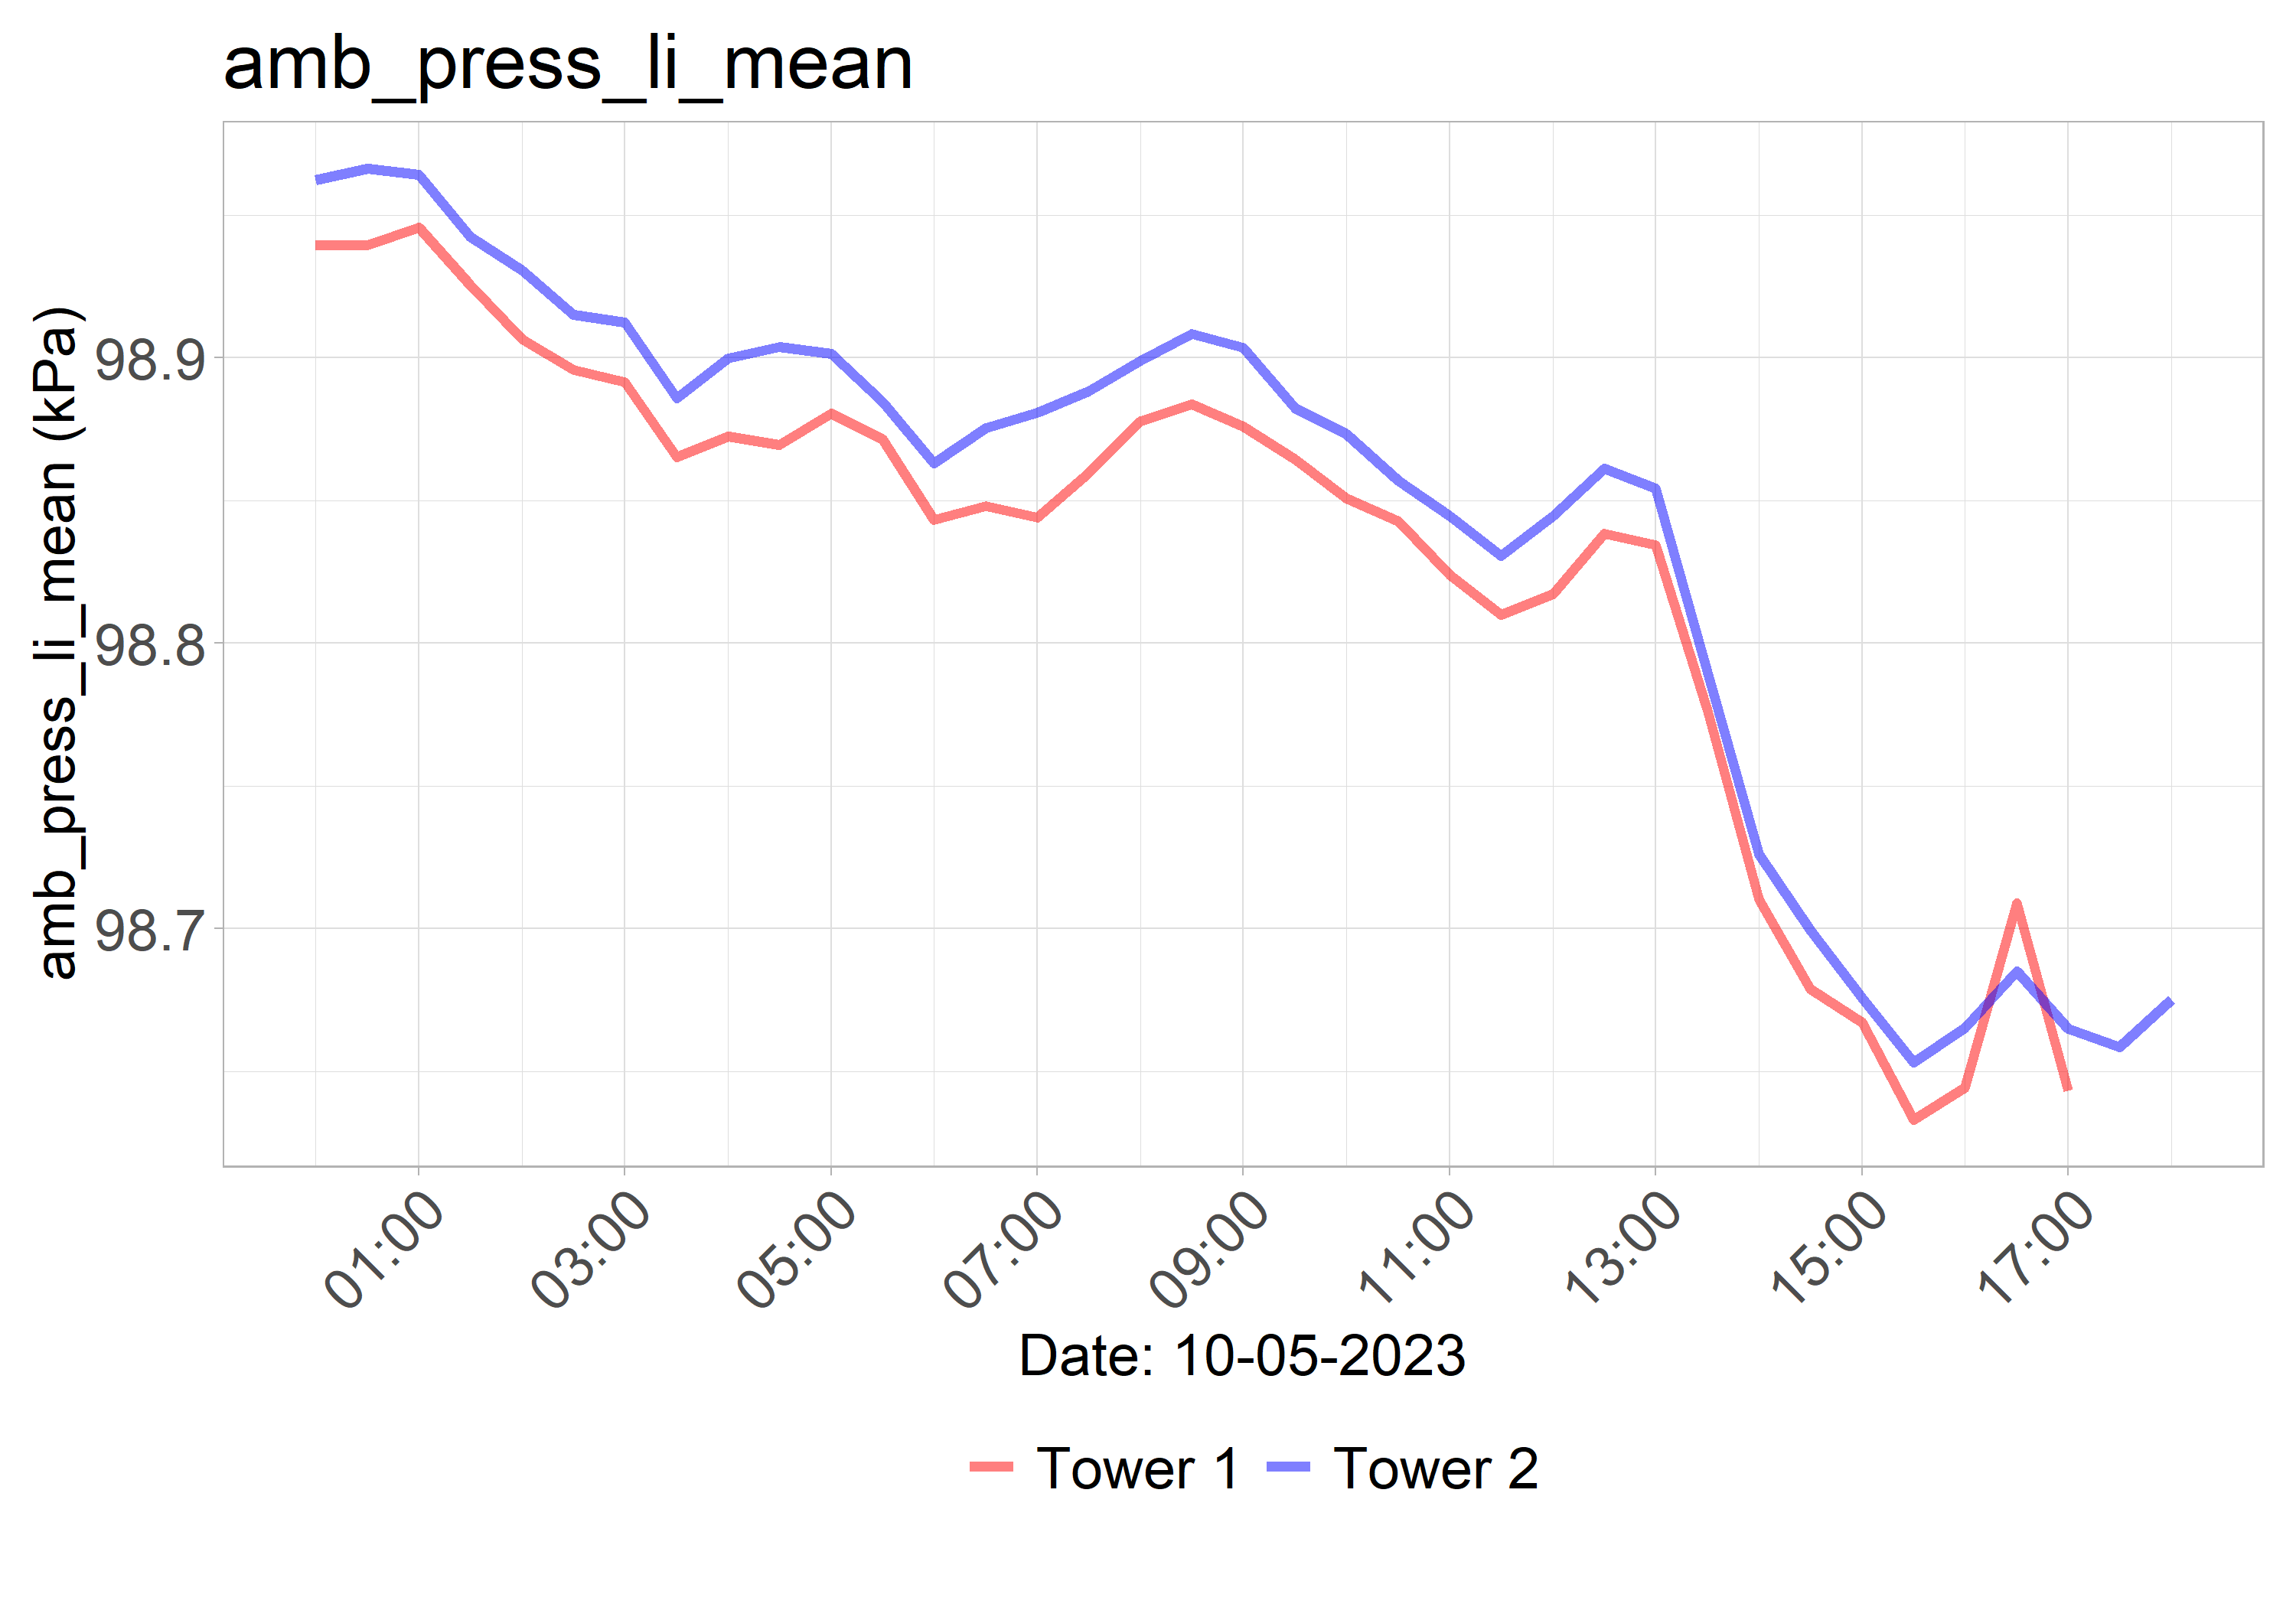 amb_press_li_mean
amb_press_li_mean (kPa)
98.9
98.8
98.7
01:00 03:00 05:00 07:00 09:00 11:00 13:00 15:00 17:00
Date: 10-05-2023
Tower 1 Tower 2